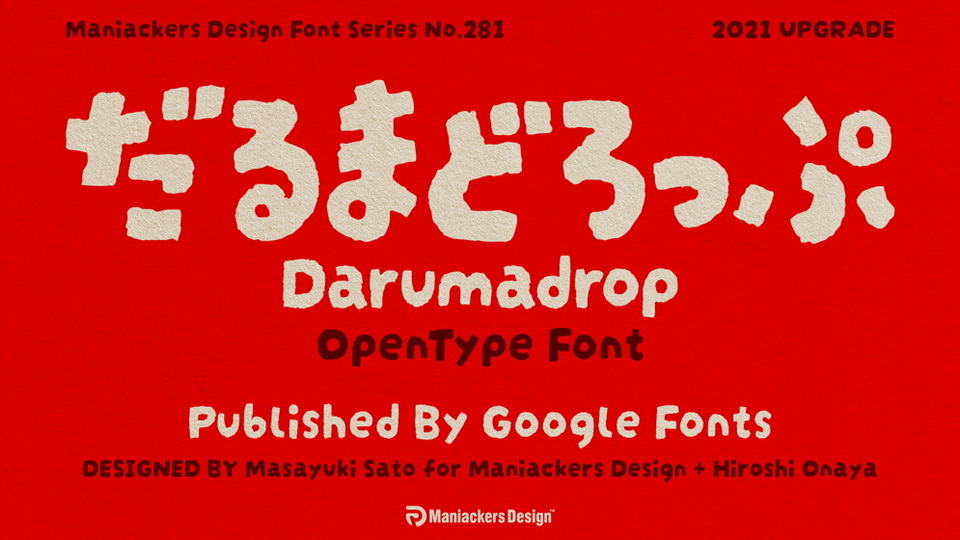 Maniackers Design Font Series No.281
2021 UPGRADE
だるまどろっぷ
Darumadrop
OpenType Font
Published By Google Fonts
DESIGNED BY Masayuki Sato for Maniackers Design + Hiroshi Onaya
Maniackers Design™